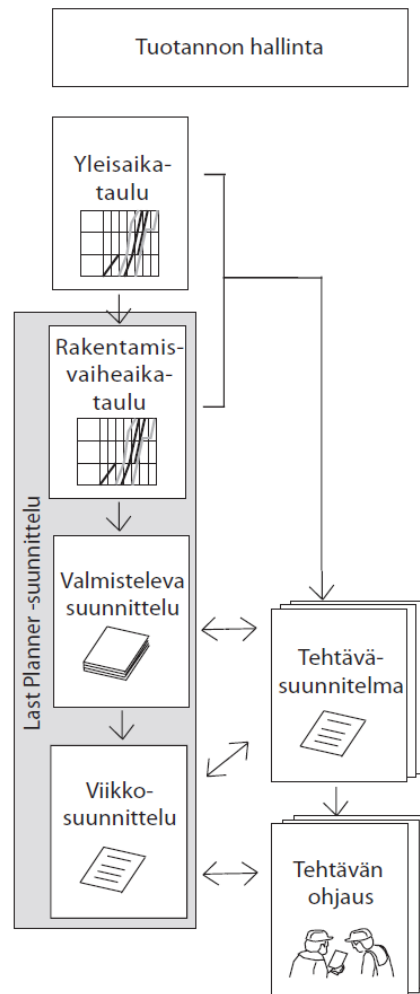 Tuotannon hallinta
Yleisaika-
taulu
Rakentamis-
vaiheaika-
taulu
Last Planner -suunnittelu
Valmisteleva
suunnittelu
Tehtävä-
suunnitelma
Viikko-
suunnittelu
Tehtävän
ohjaus